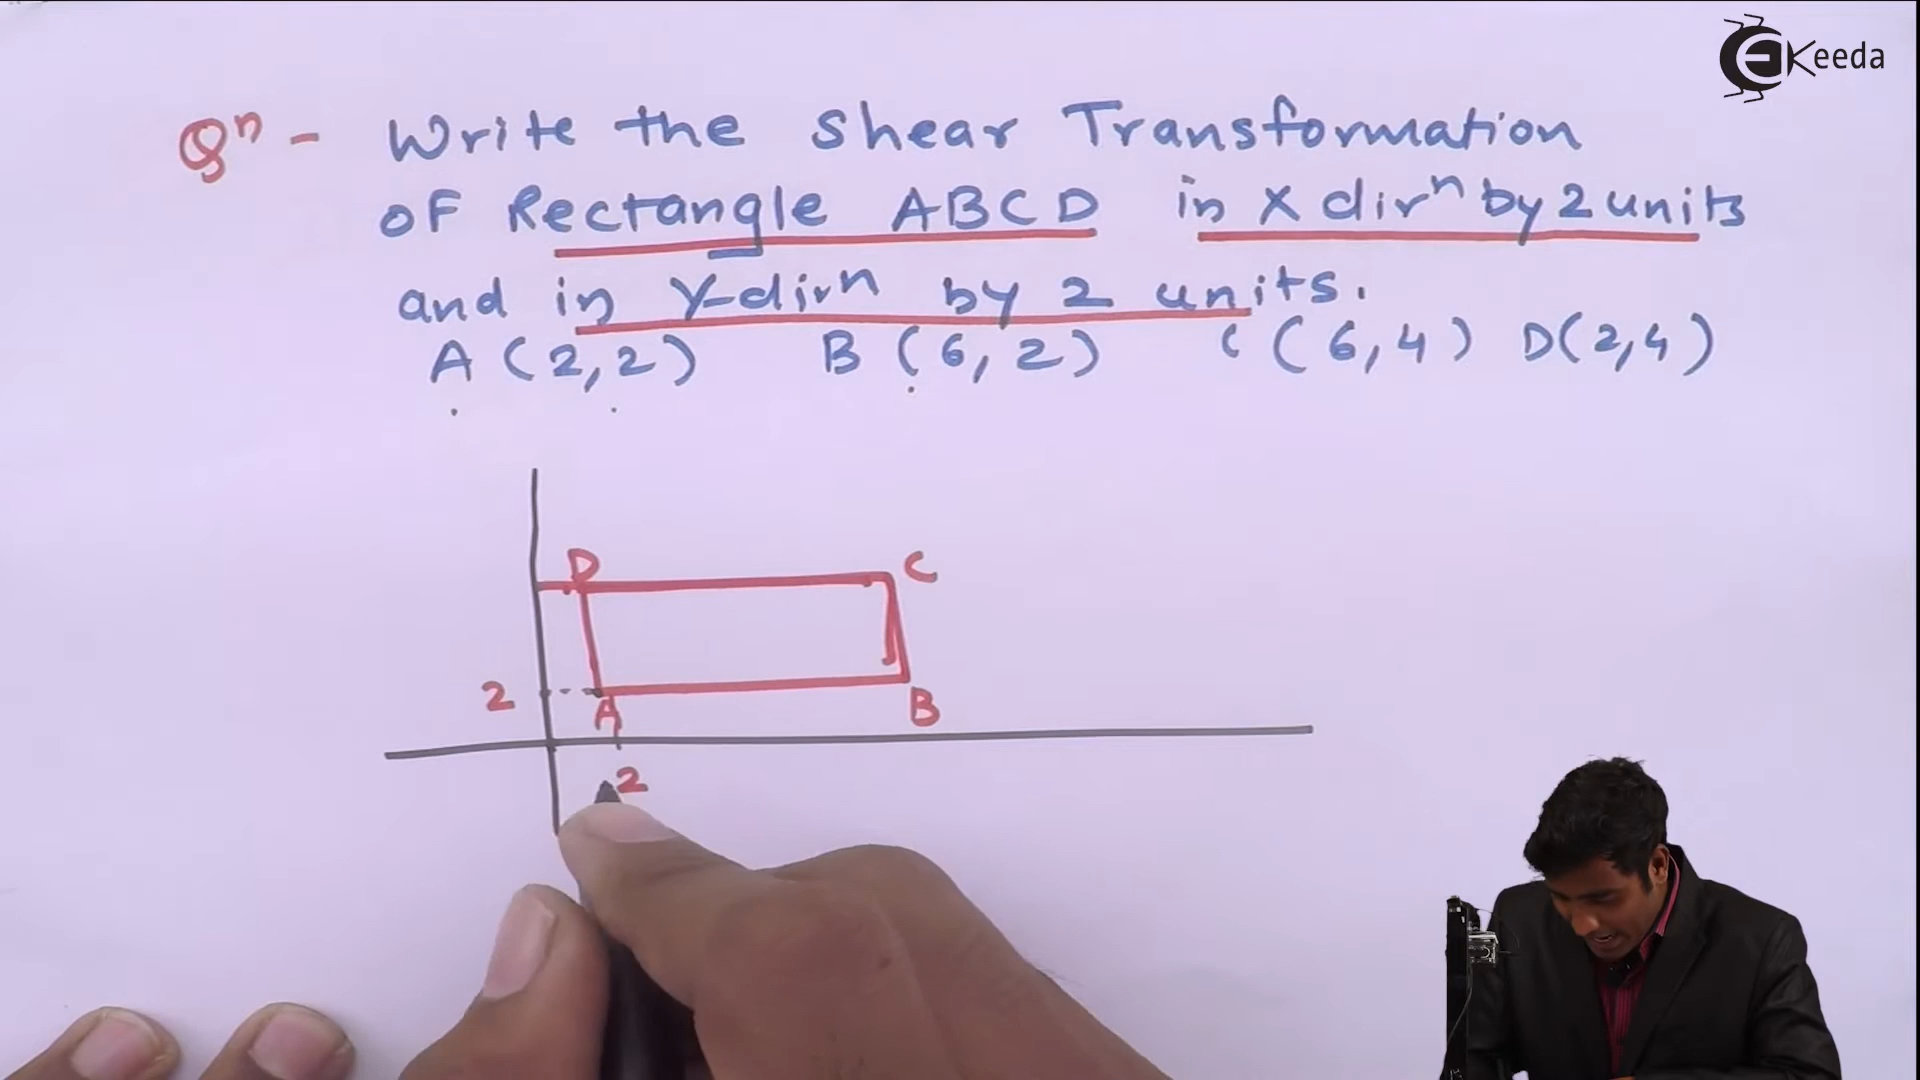 Keeda
Qn - Write the shear Transformation
of Rectangle ABCD in X dirn by 2 units
and in Y-dirn by 2 units.
A (2,2) B (6,2) C (6,4) D(2,4)
D C
2
A B
2